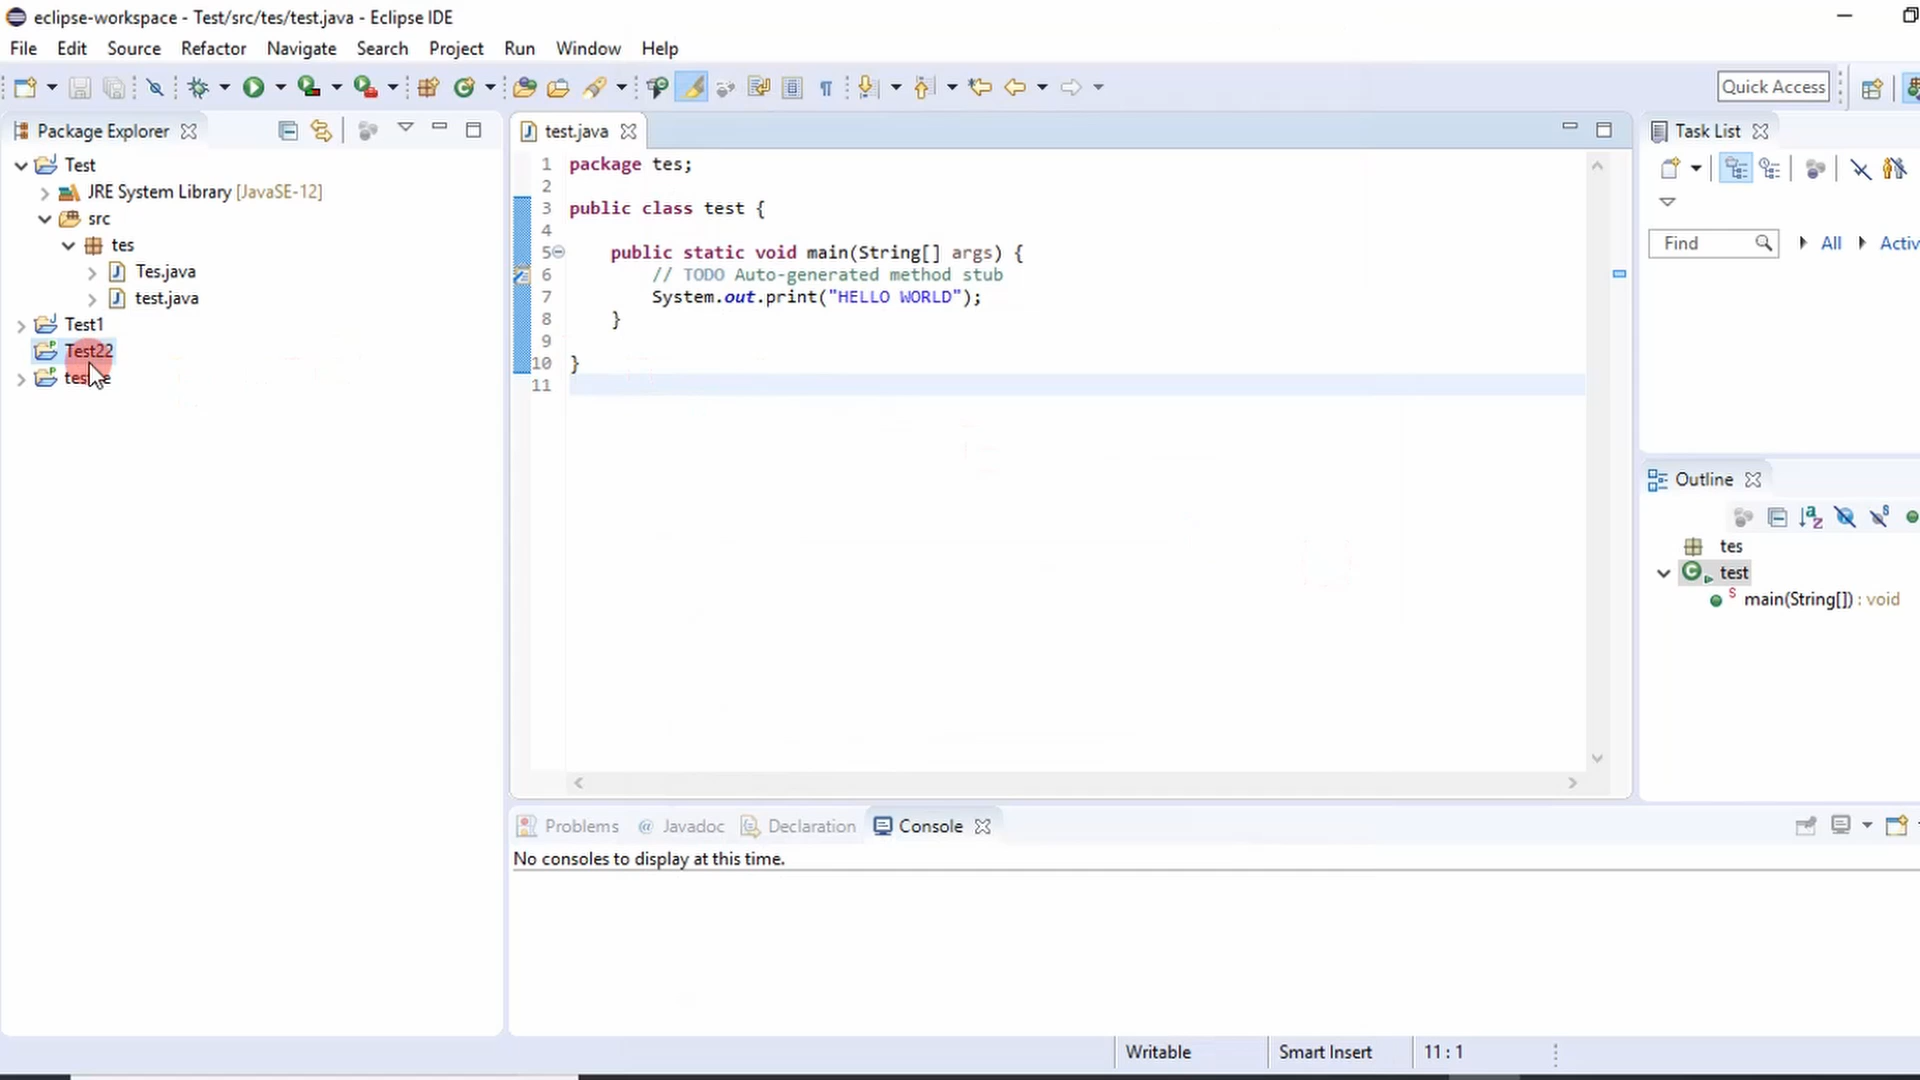 eclipse-workspace - Test/src/tes/test.java - Eclipse IDE
File Edit Source Refactor Navigate Search Project Run Window Help
Quick Access
Package Explorer
Test
JRE System Library [JavaSE-12]
src
tes
Tes.java
test.java
Test1
Test22
test.java
1 package tes;
2
3 public class test {
4
5 public static void main(String[] args) {
6 // TODO Auto-generated method stub
7 System.out.print("HELLO WORLD");
8 }
9
10 }
11
Task List
Find All Activ
Outline
tes
test
main(String[]) : void
Problems @ Javadoc Declaration Console
No consoles to display at this time.
Writable Smart Insert 11 : 1